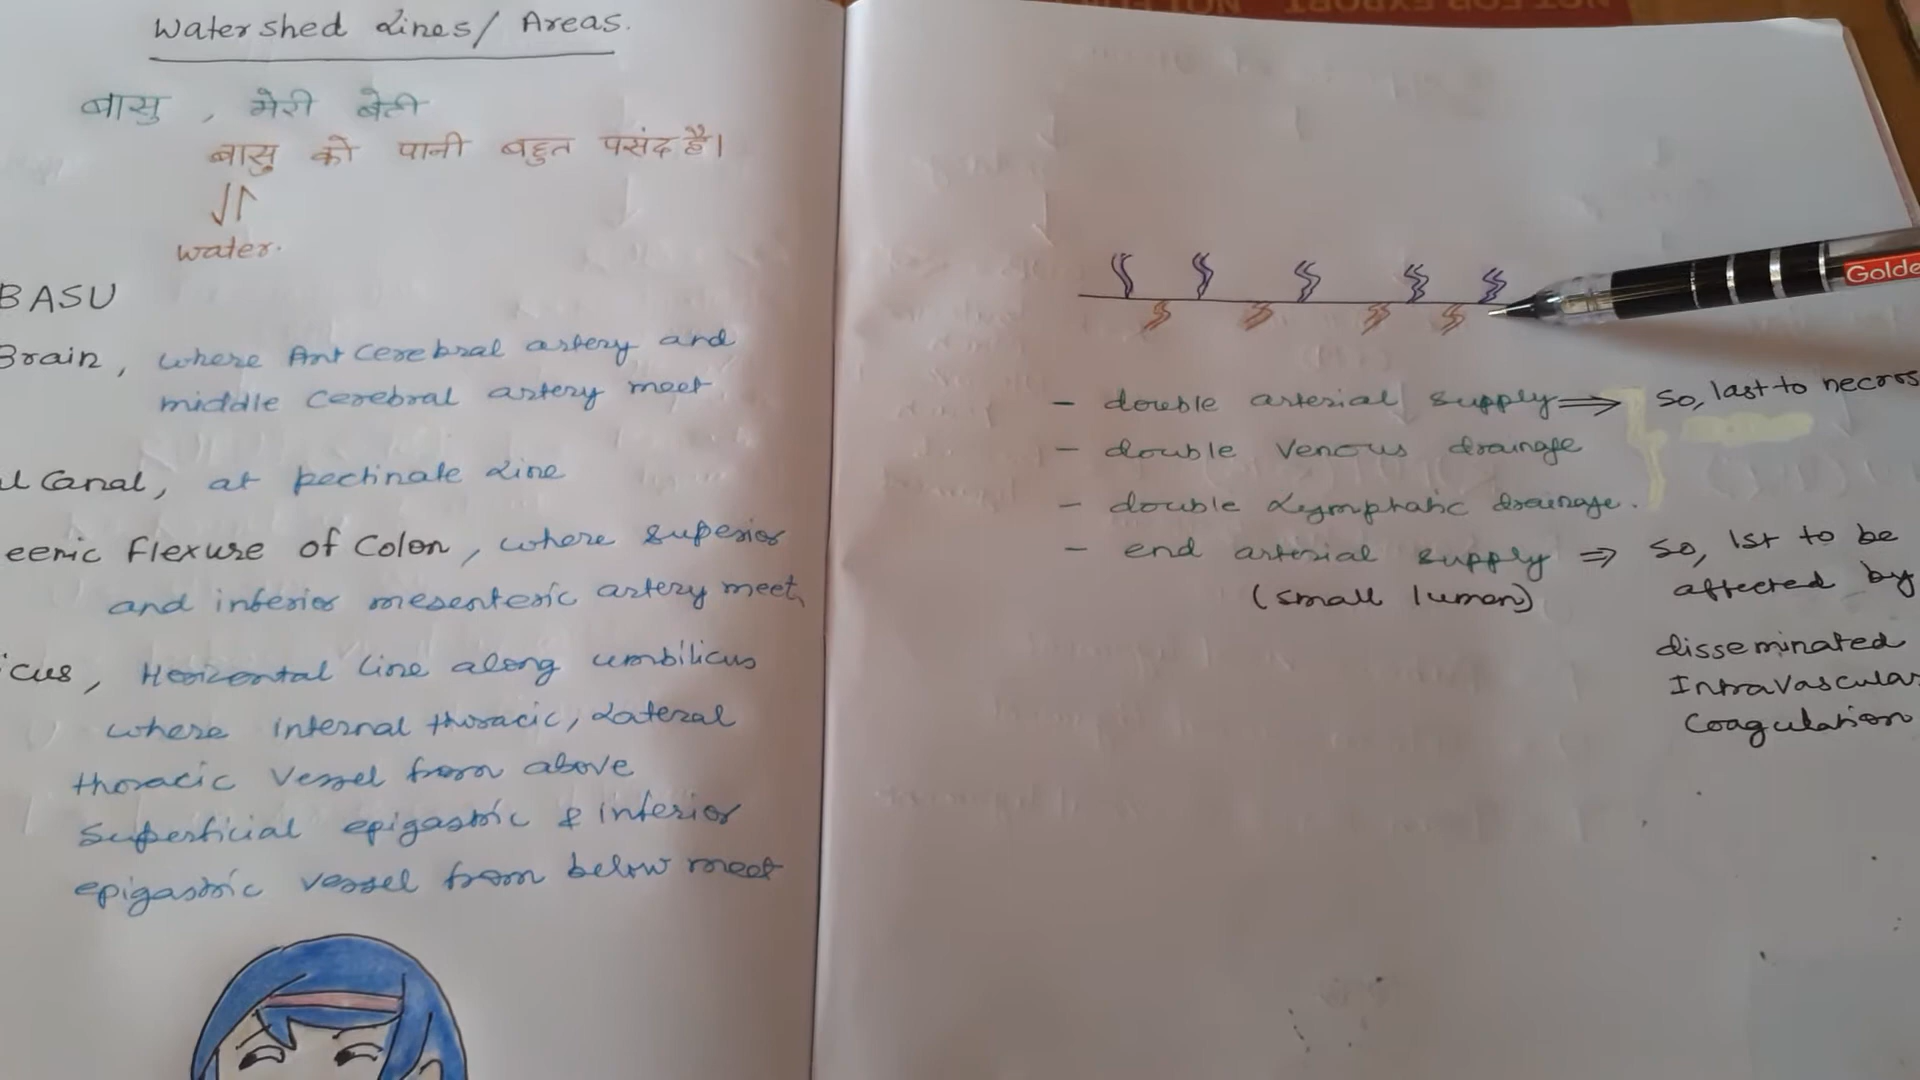 Watershed Lines/ Areas.
बासु , मेरी बेटी
बासु को पानी बहुत पसंद है।
water.
BASU
Brain, where Ant Cerebral artery and
middle cerebral artery meet
l Canal, at pectinate Line
eenic Flexure of Colon, where superior
and inferior mesenteric artery meet,
icus, Horizontal line along umbilicus
where internal thoracic, Lateral
thoracic vessel from above
Superficial epigastric & inferior
epigastric vessel from below meet
- double arterial supply ⇒ So, last to necros
- double venous drainage
- double Lymphatic drainage.
- end arterial supply ⇒ So, 1st to be
(small lumen) affected by
disseminated
Intravascular
Coagulation
Golde